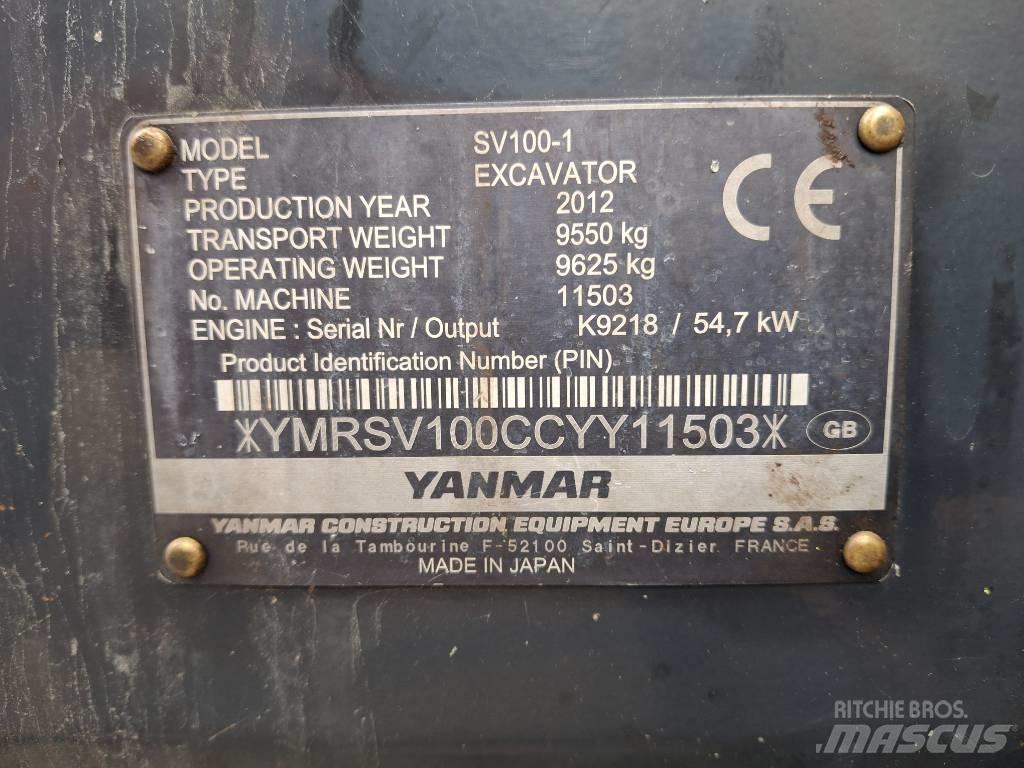 MODEL SV100-1
TYPE EXCAVATOR
PRODUCTION YEAR 2012
TRANSPORT WEIGHT 9550 kg
OPERATING WEIGHT 9625 kg
No. MACHINE 11503
ENGINE : Serial Nr / Output K9218 / 54,7 kW
CE
Product Identification Number (PIN)
YMRSV100CCYY11503
GB
YANMAR
YANMAR CONSTRUCTION EQUIPMENT EUROPE S.A.S.
Rue de la Tambourine F-52100 Saint-Dizier FRANCE
MADE IN JAPAN
RITCHIE BROS.
MASCUS